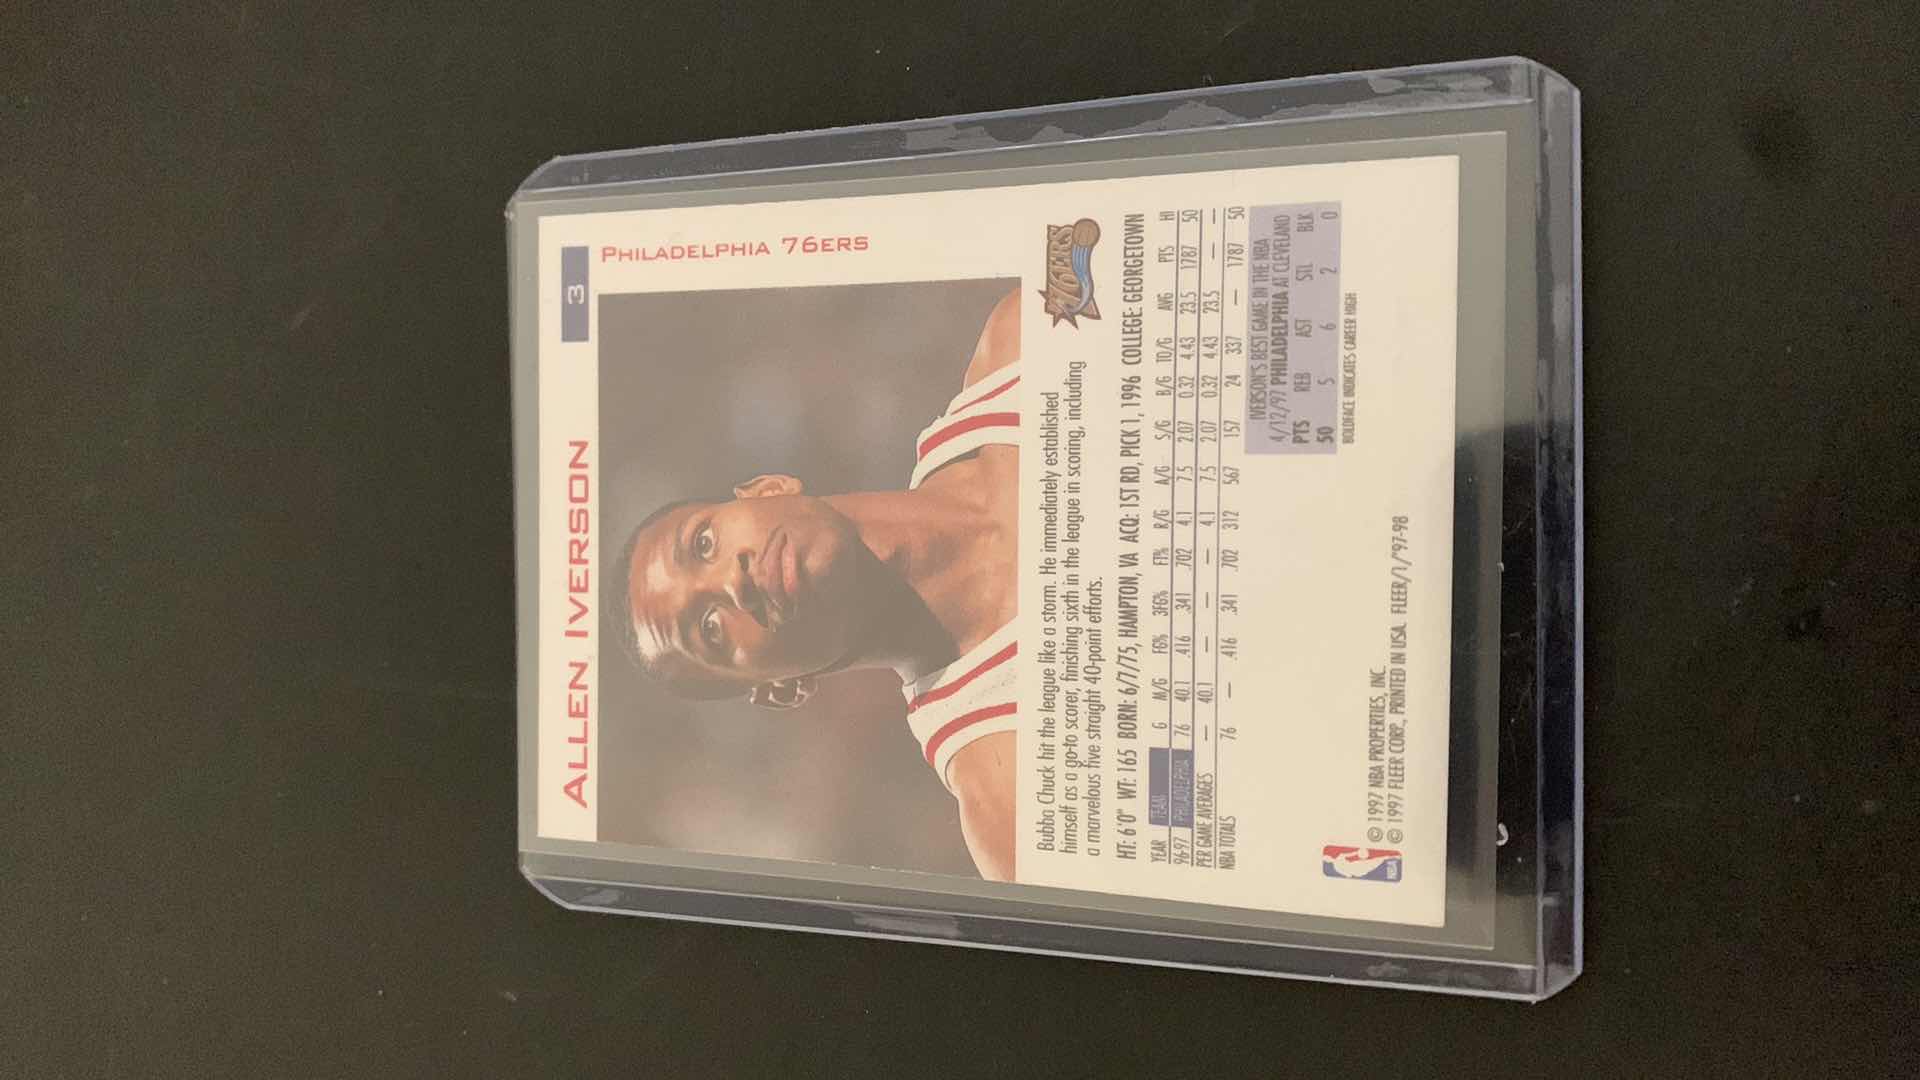 3
ALLEN IVERSON
PHILADELPHIA 76ERS
Bubba Chuck hit the league like a storm. He immediately established
himself as a go-to scorer, finishing sixth in the league in scoring, including
a marvelous five straight 40-point efforts.
76ERS
HT: 6'0" WT: 165 BORN: 6/7/75, HAMPTON, VA ACQ: 1ST RD, PICK 1, 1996 COLLEGE: GEORGETOWN
YEAR TEAM G M/G FG% 3FG% FT% R/G A/G S/G B/G TO/G AVG PTS HI
96-97 PHILADELPHIA 76 40.1 .416 .341 .702 4.1 7.5 2.07 0.32 4.43 23.5 1787 50
PER GAME AVERAGES — 40.1 — — — 4.1 7.5 2.07 0.32 4.43 23.5 — —
NBA TOTALS 76 — .416 .341 .702 312 567 157 24 337 — 1787 50
IVERSON'S BEST GAME IN THE NBA
4/12/97 PHILADELPHIA AT CLEVELAND
PTS REB AST STL BLK
50 5 6 2 0
BOLDFACE INDICATES CAREER HIGH
NBA
© 1997 NBA PROPERTIES, INC.
© 1997 FLEER CORP., PRINTED IN USA. FLEER/1/'97-98